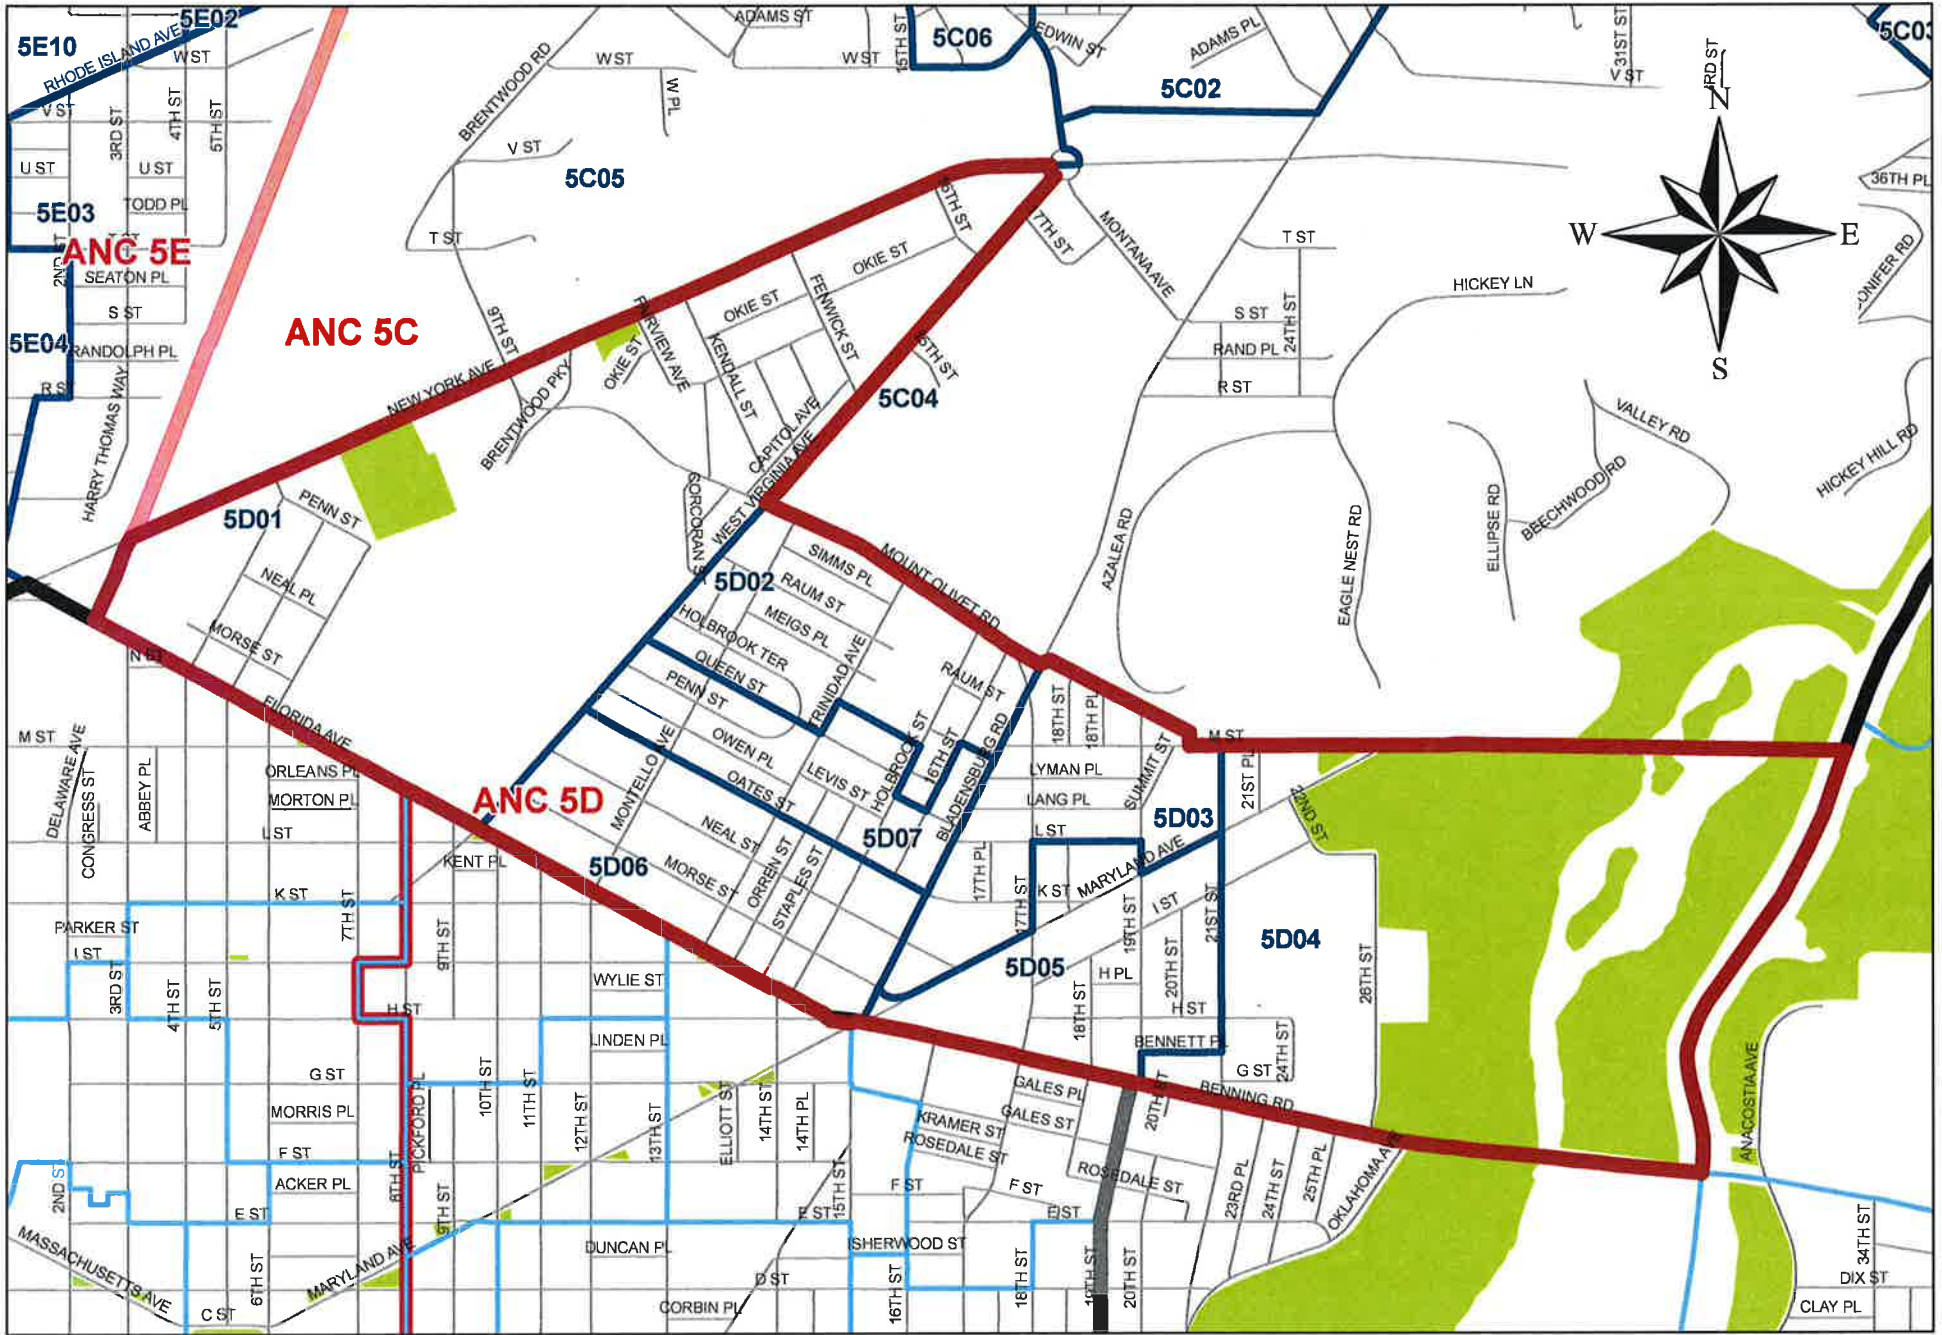 5E02
ADAMS ST
15TH ST
5C06
EDWIN ST
ADAMS PL
31ST ST
5C03
5E10
RHODE ISLAND AVE
W ST
BRENTWOOD RD
W ST
W PL
W ST
5C02
V ST
3RD ST
N
V ST
3RD ST
4TH ST
5TH ST
V ST
5C05
U ST
U ST
36TH PL
5E03
TODD PL
16TH ST
17TH ST
MONTANA AVE
T ST
T ST
W
E
ANC 5E
2ND ST
SEATON PL
OKIE ST
HICKEY LN
CONIFER RD
S ST
9TH ST
FAIRVIEW AVE
OKIE ST
FENWICK ST
S ST
24TH ST
S
ANC 5C
5E04
RANDOLPH PL
OKIE ST
KENDALL ST
16TH ST
RAND PL
R ST
HARRY THOMAS WAY
NEW YORK AVE
BRENTWOOD PKY
5C04
R ST
VALLEY RD
CAPITOL AVE
WEST VIRGINIA AVE
HICKEY HILL RD
BEECHWOOD RD
ELLIPSE RD
5D01
PENN ST
CORCORAN ST
AZALEA RD
EAGLE NEST RD
SIMMS PL
MOUNT OLIVET RD
NEAL PL
5D02
RAUM ST
MEIGS PL
HOLBROOK TER
MORSE ST
N ST
QUEEN ST
TRINIDAD AVE
RAUM ST
PENN ST
18TH ST
18TH PL
FLORIDA AVE
M ST
DELAWARE AVE
CONGRESS ST
ABBEY PL
OWEN PL
HOLBROOK ST
16TH ST
BLADENSBURG RD
M ST
ORLEANS PL
MONTELLO AVE
OATES ST
LEVIS ST
LYMAN PL
SUMMIT ST
21ST PL
MORTON PL
ANC 5D
LANG PL
22ND ST
L ST
NEAL ST
5D07
L ST
5D03
MARYLAND AVE
KENT PL
5D06
MORSE ST
ORREN ST
STAPLES ST
17TH PL
17TH ST
K ST
K ST
7TH ST
9TH ST
I ST
19TH ST
21ST ST
PARKER ST
I ST
5D04
3RD ST
4TH ST
5TH ST
WYLIE ST
5D05
H PL
20TH ST
26TH ST
H ST
18TH ST
H ST
LINDEN PL
BENNETT PL
24TH ST
G ST
G ST
GALES PL
BENNING RD
PICKFORD PL
10TH ST
11TH ST
12TH ST
13TH ST
ELLIOTT ST
14TH ST
14TH PL
20TH ST
ANACOSTIA AVE
MORRIS PL
KRAMER ST
GALES ST
ROSEDALE ST
F ST
8TH ST
ROSEDALE ST
OKLAHOMA AVE
2ND ST
ACKER PL
9TH ST
15TH ST
F ST
F ST
23RD PL
24TH ST
25TH PL
E ST
E ST
E ST
34TH ST
MASSACHUSETTS AVE
6TH ST
MARYLAND AVE
DUNCAN PL
ISHERWOOD ST
16TH ST
18TH ST
19TH ST
20TH ST
D ST
DIX ST
C ST
CORBIN PL
CLAY PL